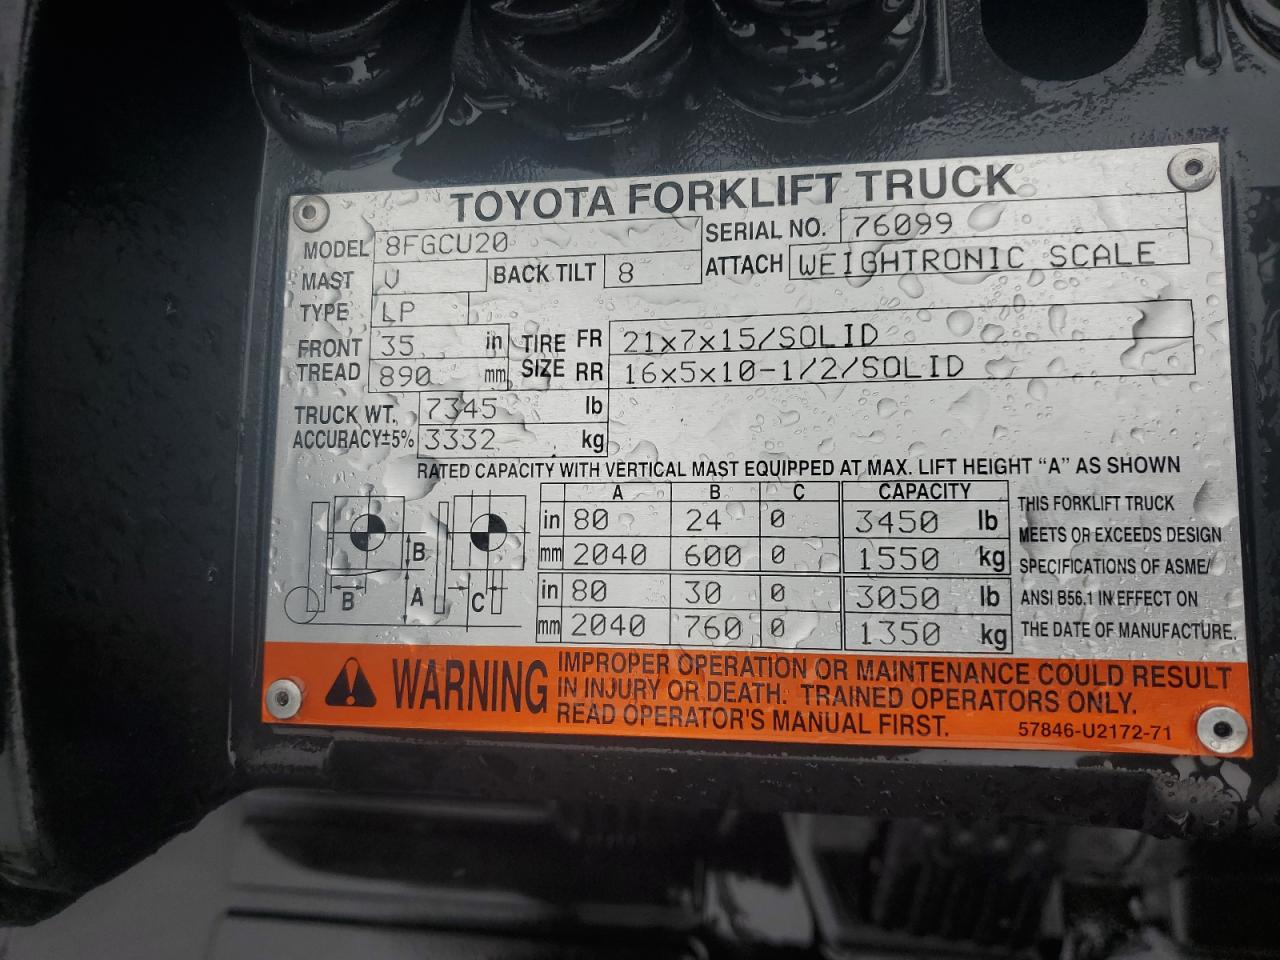 TOYOTA FORKLIFT TRUCK
MODEL 8FGCU20 SERIAL NO. 76099
MAST V BACK TILT 8 ATTACH WEIGHTRONIC SCALE
TYPE LP
FRONT TREAD 35 in TIRE SIZE FR 21x7x15/SOLID
890 mm RR 16x5x10-1/2/SOLID
TRUCK WT. 7345 lb
ACCURACY±5% 3332 kg
RATED CAPACITY WITH VERTICAL MAST EQUIPPED AT MAX. LIFT HEIGHT “A” AS SHOWN
A B C CAPACITY
in 80 24 0 3450 lb
mm 2040 600 0 1550 kg
in 80 30 0 3050 lb
mm 2040 760 0 1350 kg
B B A C
THIS FORKLIFT TRUCK
MEETS OR EXCEEDS DESIGN
SPECIFICATIONS OF ASME/
ANSI B56.1 IN EFFECT ON
THE DATE OF MANUFACTURE.
WARNING
IMPROPER OPERATION OR MAINTENANCE COULD RESULT
IN INJURY OR DEATH. TRAINED OPERATORS ONLY.
READ OPERATOR'S MANUAL FIRST. 57846-U2172-71